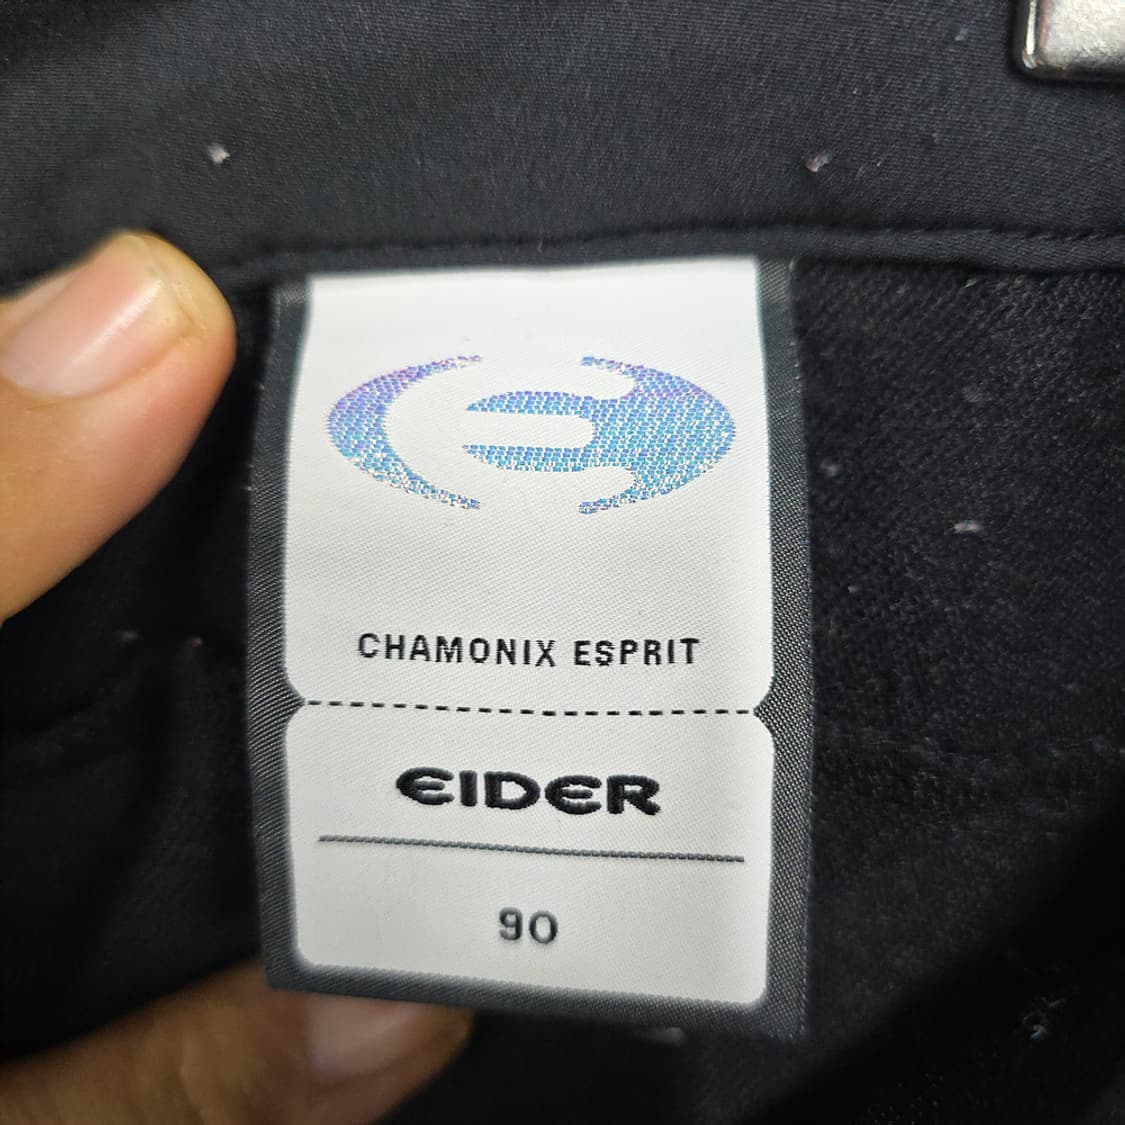 CHAMONIX ESPRIT
EIDER
90